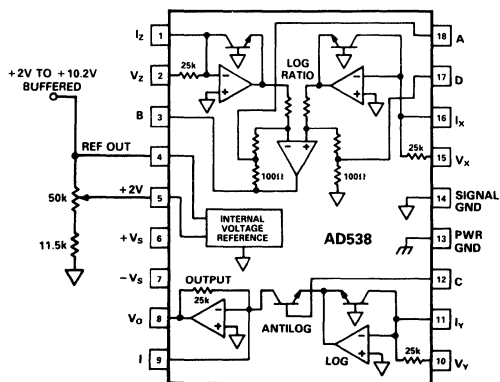 I_Z 1
25k
V_Z 2
B 3
+2V TO +10.2V
BUFFERED
REF OUT 4
50k
+2V 5
11.5k
+V_S 6
-V_S 7
V_O 8
I 9
LOG
RATIO
100Ω 100Ω
INTERNAL
VOLTAGE
REFERENCE
AD538
OUTPUT
25k
ANTILOG
LOG
18 A
17 D
16 I_X
25k
15 V_X
14 SIGNAL
GND
13 PWR
GND
12 C
11 I_Y
25k
10 V_Y